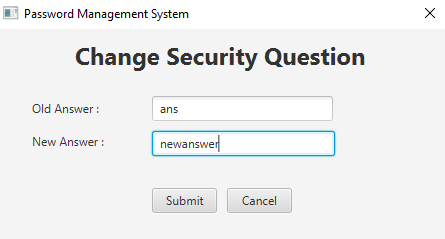 Password Management System
Change Security Question
Old Answer : ans
New Answer : newanswer
Submit Cancel